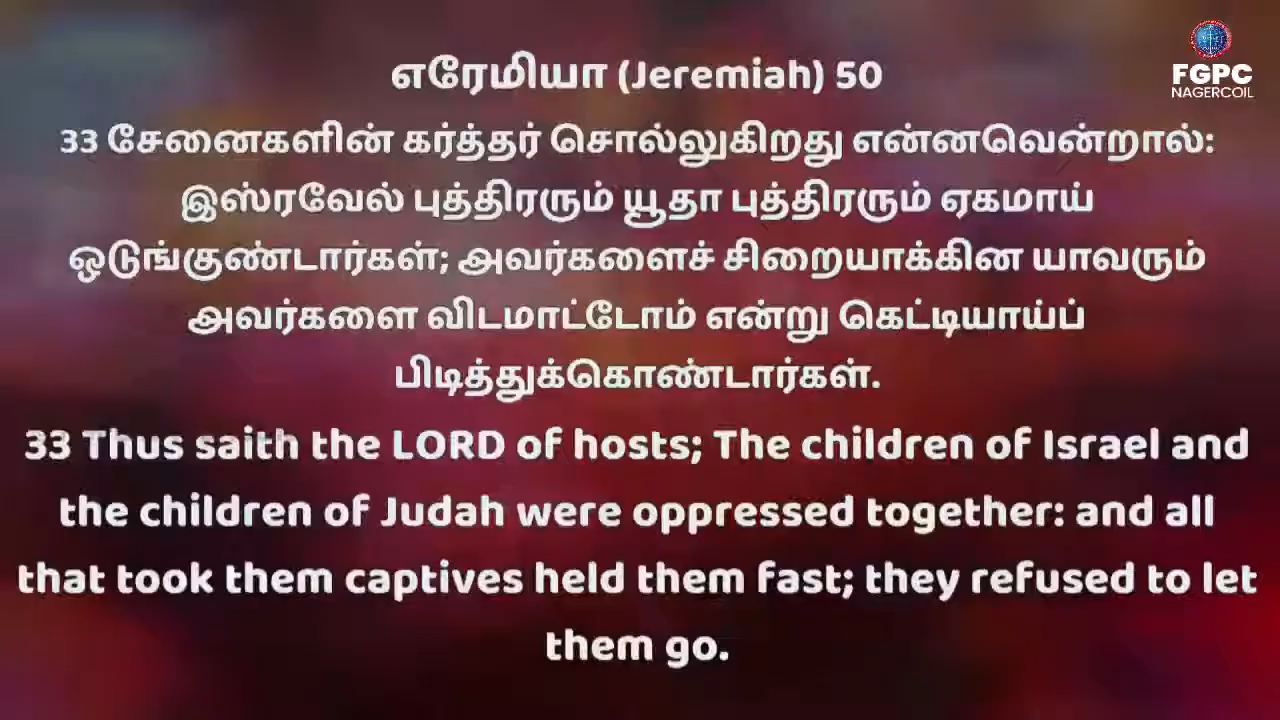 FGPC
NAGERCOIL
எரேமியா (Jeremiah) 50
33 சேனைகளின் கர்த்தர் சொல்லுகிறது என்னவென்றால்:
இஸ்ரவேல் புத்திரரும் யூதா புத்திரரும் ஏகமாய்
ஒடுங்குண்டார்கள்; அவர்களைச் சிறையாக்கின யாவரும்
அவர்களை விடமாட்டோம் என்று கெட்டியாய்ப்
பிடித்துக்கொண்டார்கள்.
33 Thus saith the LORD of hosts; The children of Israel and
the children of Judah were oppressed together: and all
that took them captives held them fast; they refused to let
them go.